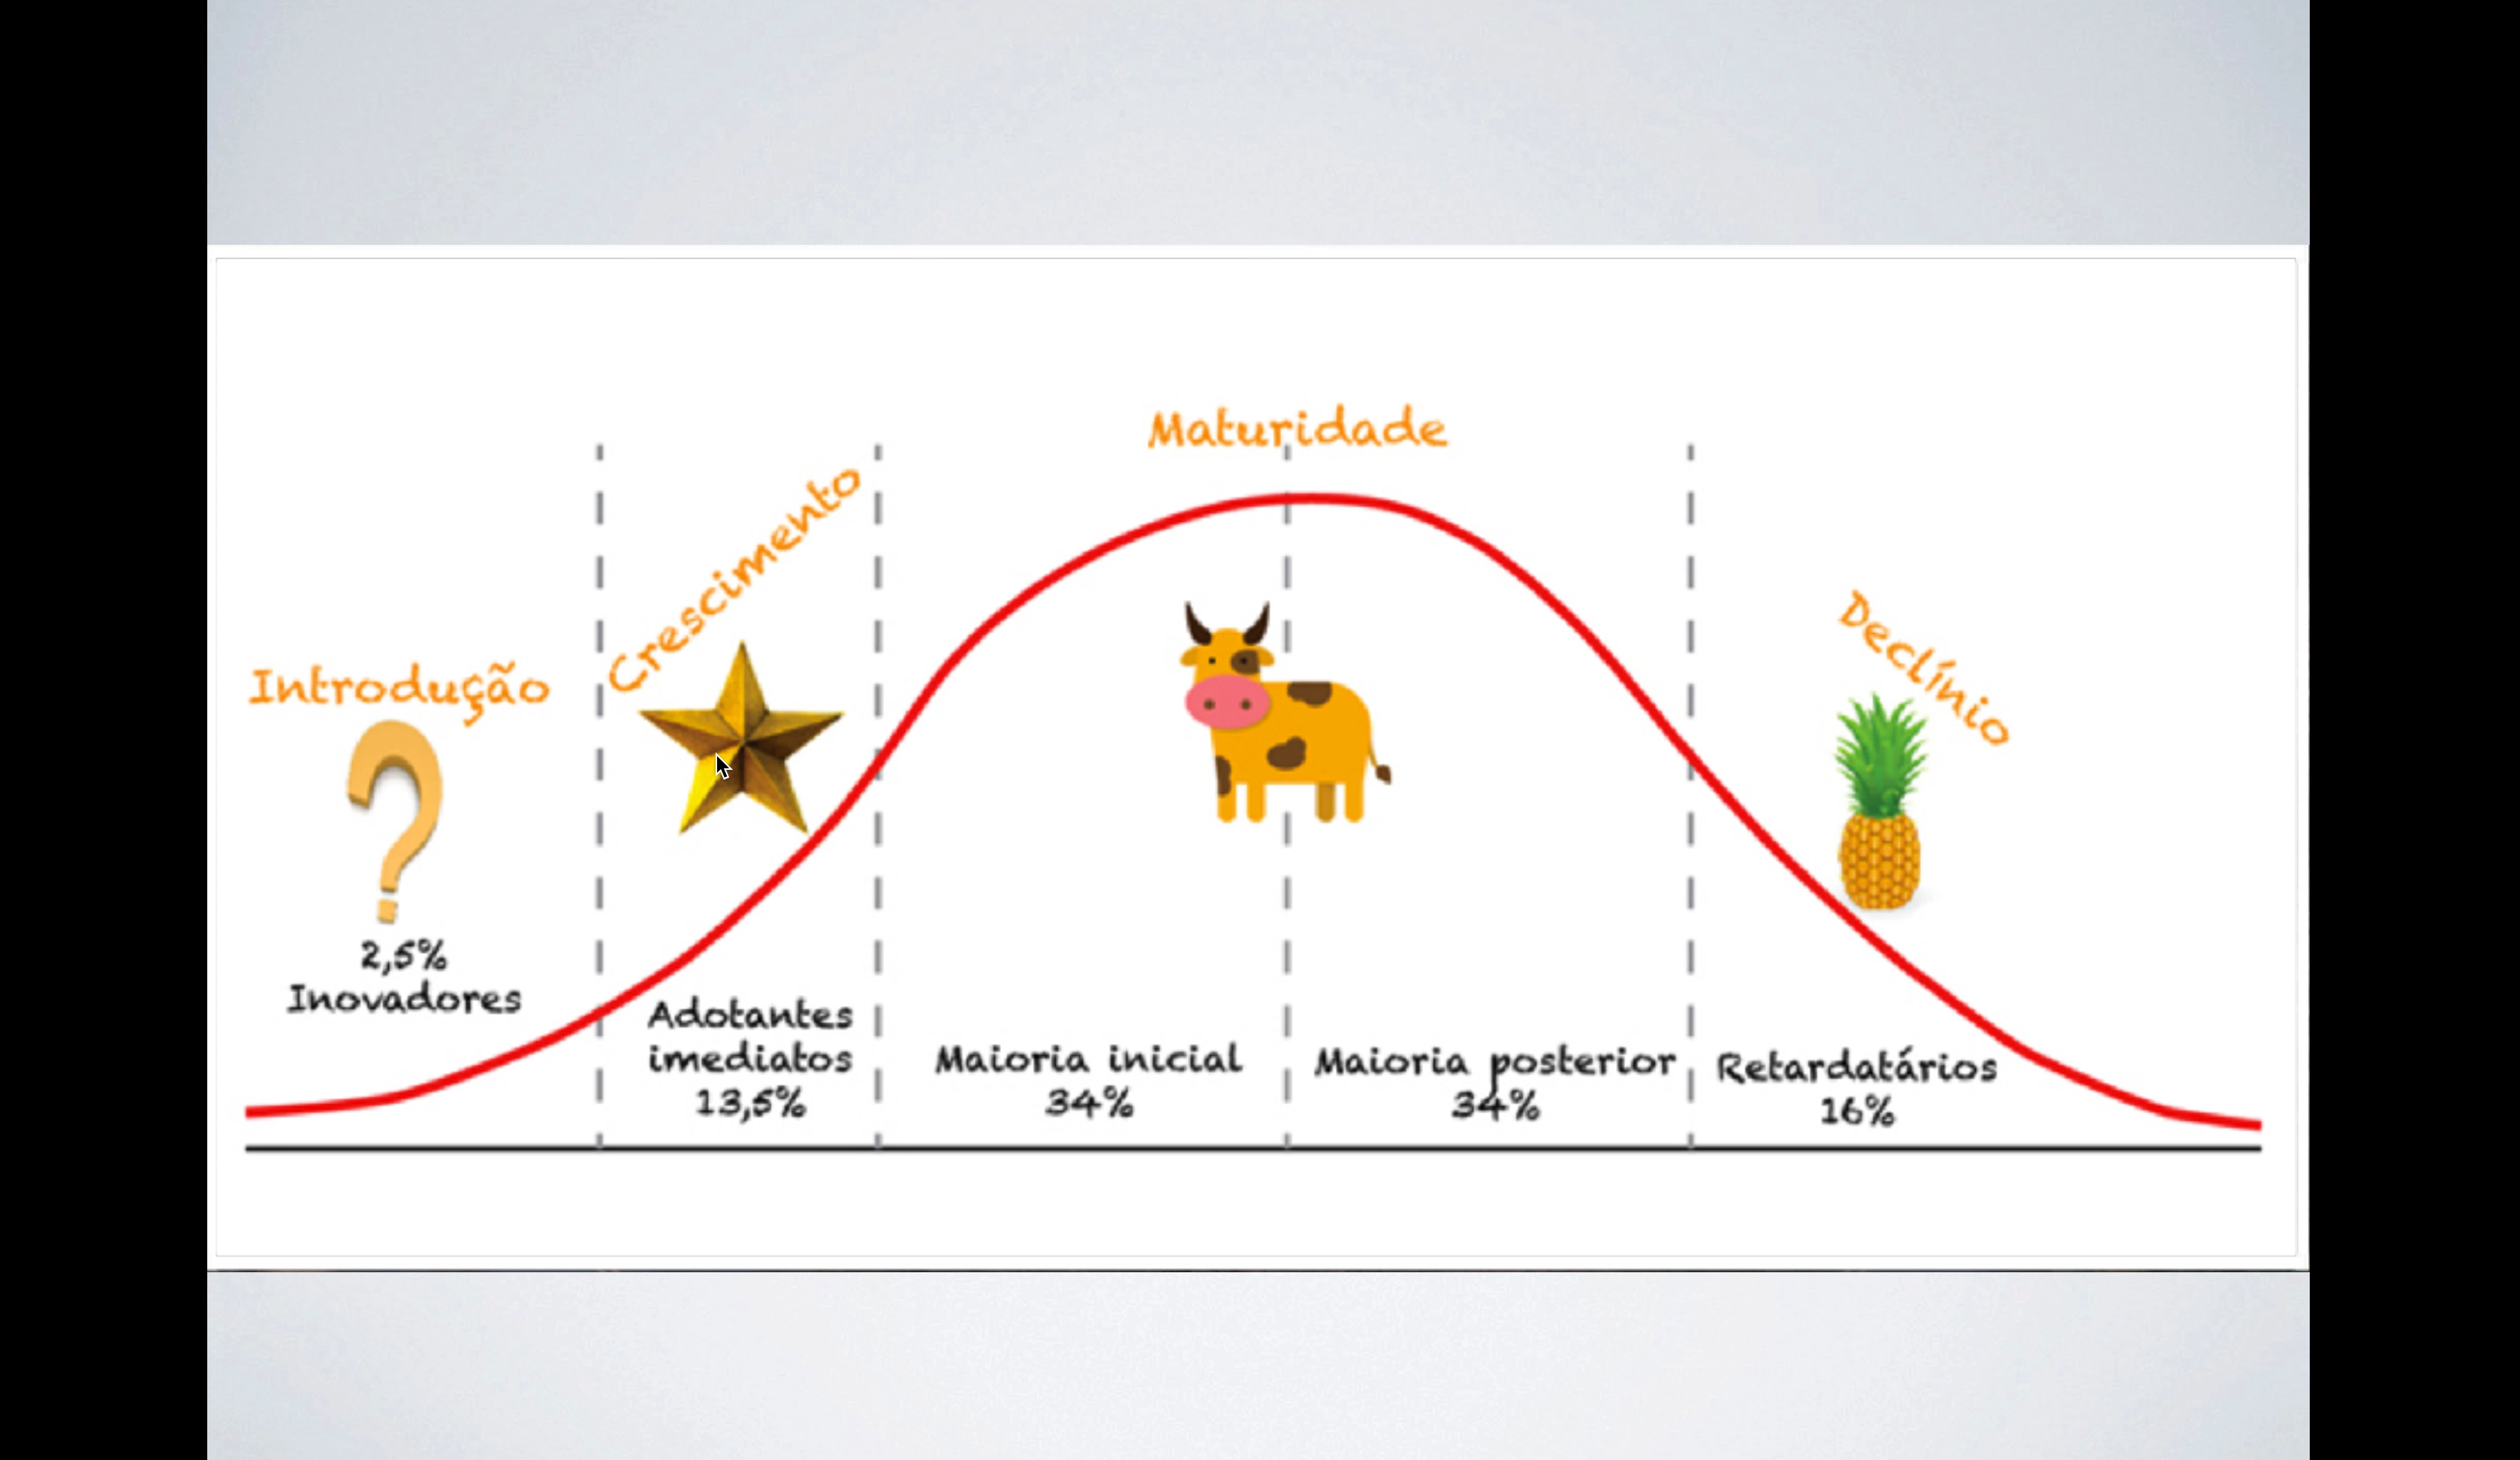 Maturidade
Crescimento
Declínio
Introdução
?
2,5%
Inovadores
Adotantes
imediatos
13,5%
Maioria inicial
34%
Maioria posterior
34%
Retardatários
16%